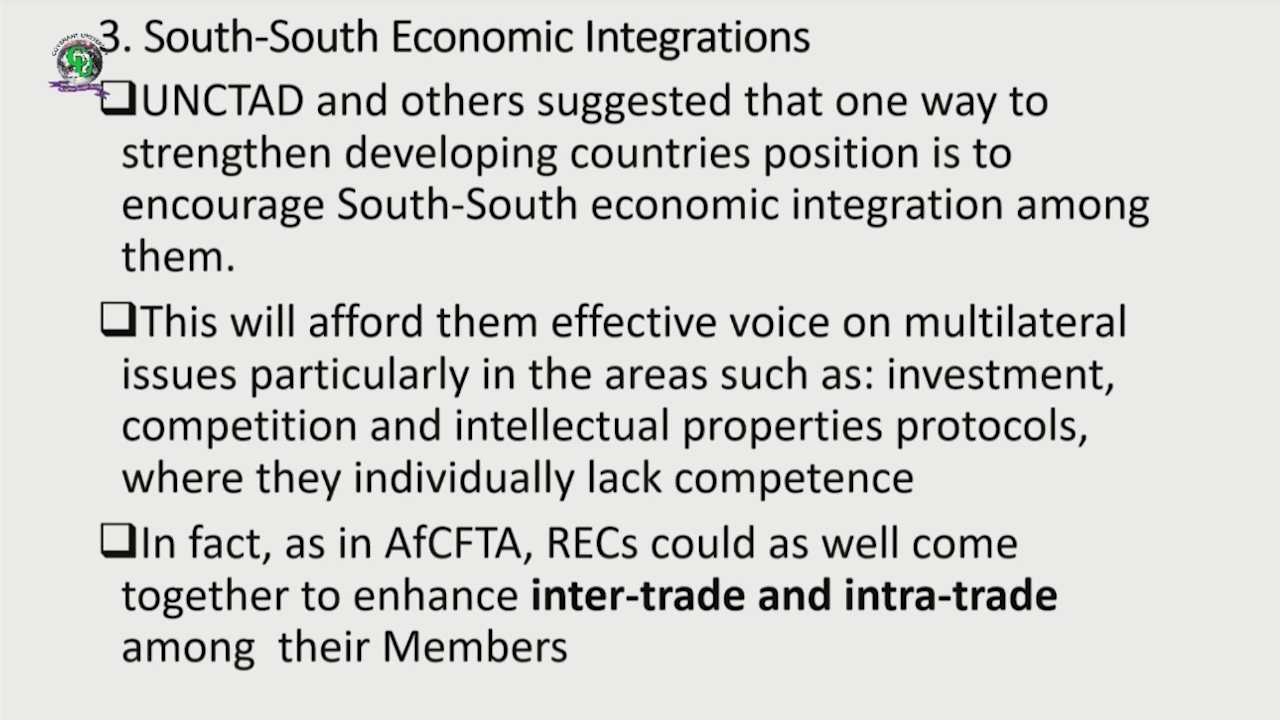 3. South-South Economic Integrations
❑UNCTAD and others suggested that one way to
strengthen developing countries position is to
encourage South-South economic integration among
them.
❑This will afford them effective voice on multilateral
issues particularly in the areas such as: investment,
competition and intellectual properties protocols,
where they individually lack competence
❑In fact, as in AfCFTA, RECs could as well come
together to enhance inter-trade and intra-trade
among  their Members